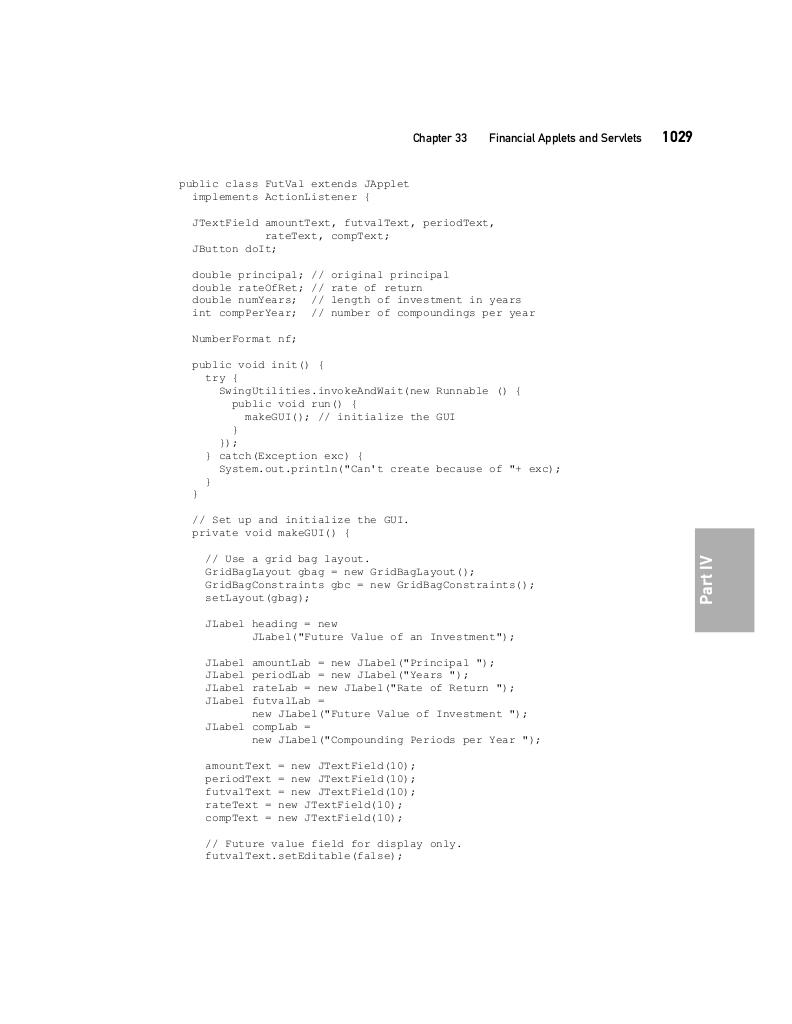 Chapter 33 Financial Applets and Servlets 1029
public class FutVal extends JApplet
  implements ActionListener {

  JTextField amountText, futvalText, periodText,
             rateText, compText;
  JButton doIt;

  double principal; // original principal
  double rateOfRet; // rate of return
  double numYears;  // length of investment in years
  int compPerYear;  // number of compoundings per year

  NumberFormat nf;

  public void init() {
    try {
      SwingUtilities.invokeAndWait(new Runnable () {
        public void run() {
          makeGUI(); // initialize the GUI
        }
      });
    } catch(Exception exc) {
      System.out.println("Can't create because of "+ exc);
    }
  }

  // Set up and initialize the GUI.
  private void makeGUI() {

    // Use a grid bag layout.
    GridBagLayout gbag = new GridBagLayout();
    GridBagConstraints gbc = new GridBagConstraints();
    setLayout(gbag);

    JLabel heading = new
           JLabel("Future Value of an Investment");

    JLabel amountLab = new JLabel("Principal ");
    JLabel periodLab = new JLabel("Years ");
    JLabel rateLab = new JLabel("Rate of Return ");
    JLabel futvalLab =
           new JLabel("Future Value of Investment ");
    JLabel compLab =
           new JLabel("Compounding Periods per Year ");

    amountText = new JTextField(10);
    periodText = new JTextField(10);
    futvalText = new JTextField(10);
    rateText = new JTextField(10);
    compText = new JTextField(10);

    // Future value field for display only.
    futvalText.setEditable(false);
Part IV